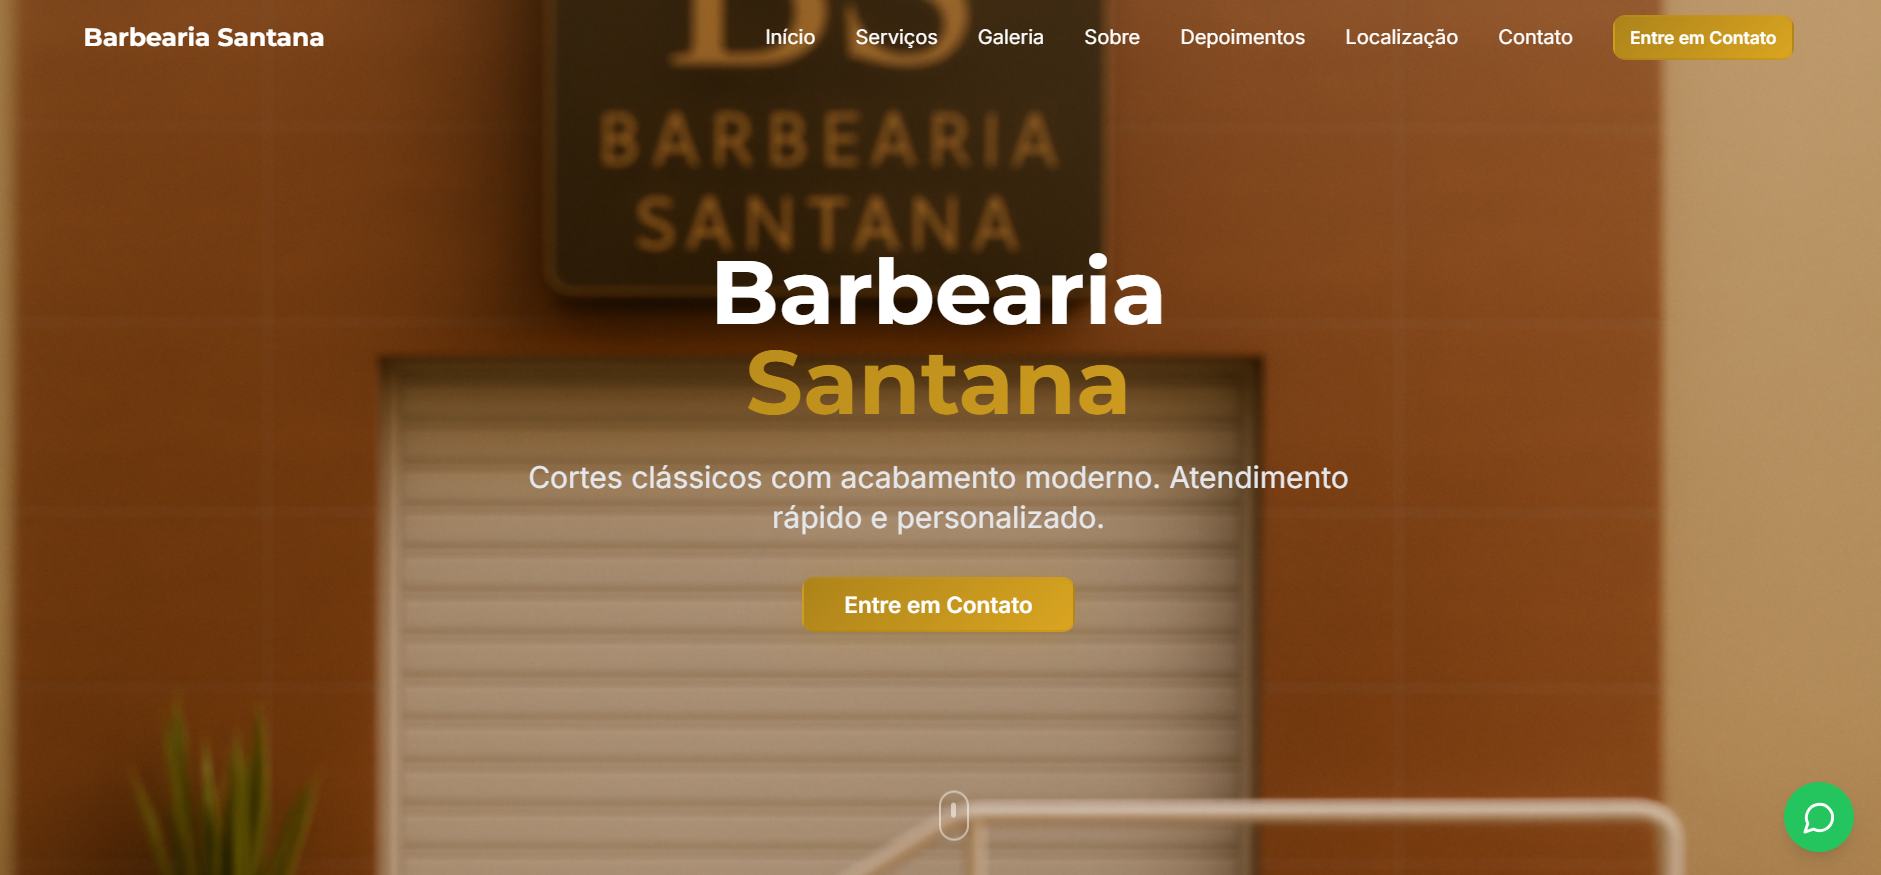 Barbearia Santana
Início
Serviços
Galeria
Sobre
Depoimentos
Localização
Contato
Entre em Contato
BS
BARBEARIA
SANTANA
Barbearia
Santana
Cortes clássicos com acabamento moderno. Atendimento
rápido e personalizado.
Entre em Contato